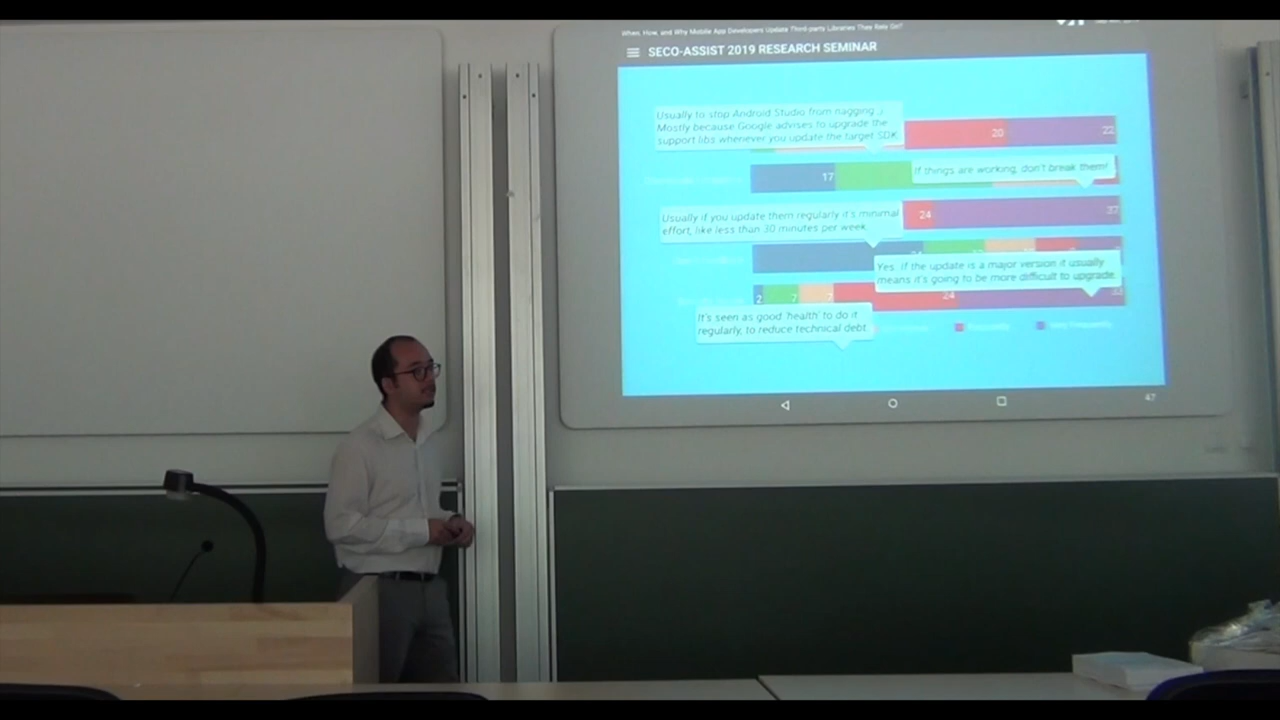 When, How, and Why Mobile App Developers Update Third-party Libraries They Rely On?
SECO-ASSIST 2019 RESEARCH SEMINAR
Usually to stop Android Studio from nagging ;)
Mostly because Google advises to upgrade the
support libs whenever you update the target SDK
20
22
17
If things are working, don't break them!
Usually if you update them regularly it's minimal
effort, like less than 30 minutes per week.
24
37
Yes. If the update is a major version it usually
means it's going to be more difficult to upgrade.
2
7
7
24
It's seen as good 'health' to do it
regularly, to reduce technical debt.
47